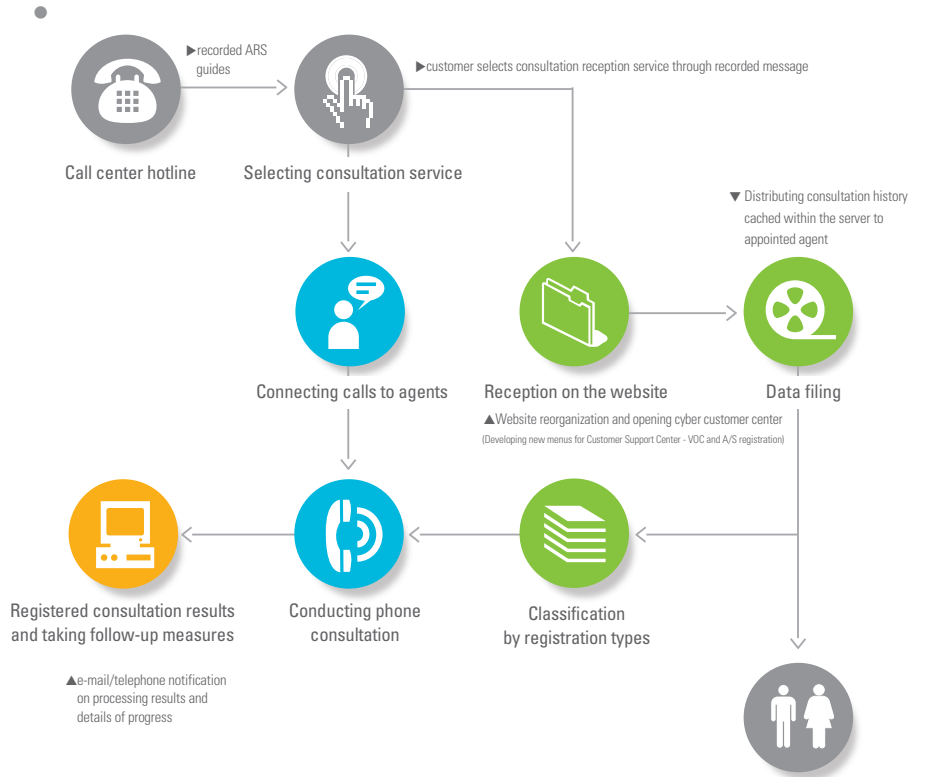 ▶recorded ARS
guides
▶customer selects consultation reception service through recorded message
Call center hotline
Selecting consultation service
▼ Distributing consultation history
cached within the server to
appointed agent
Connecting calls to agents
Reception on the website
Data filing
▲Website reorganization and opening cyber customer center
(Developing new menus for Customer Support Center - VOC and A/S registration)
Registered consultation results
and taking follow-up measures
Conducting phone
consultation
Classification
by registration types
▲e-mail/telephone notification
on processing results and
details of progress